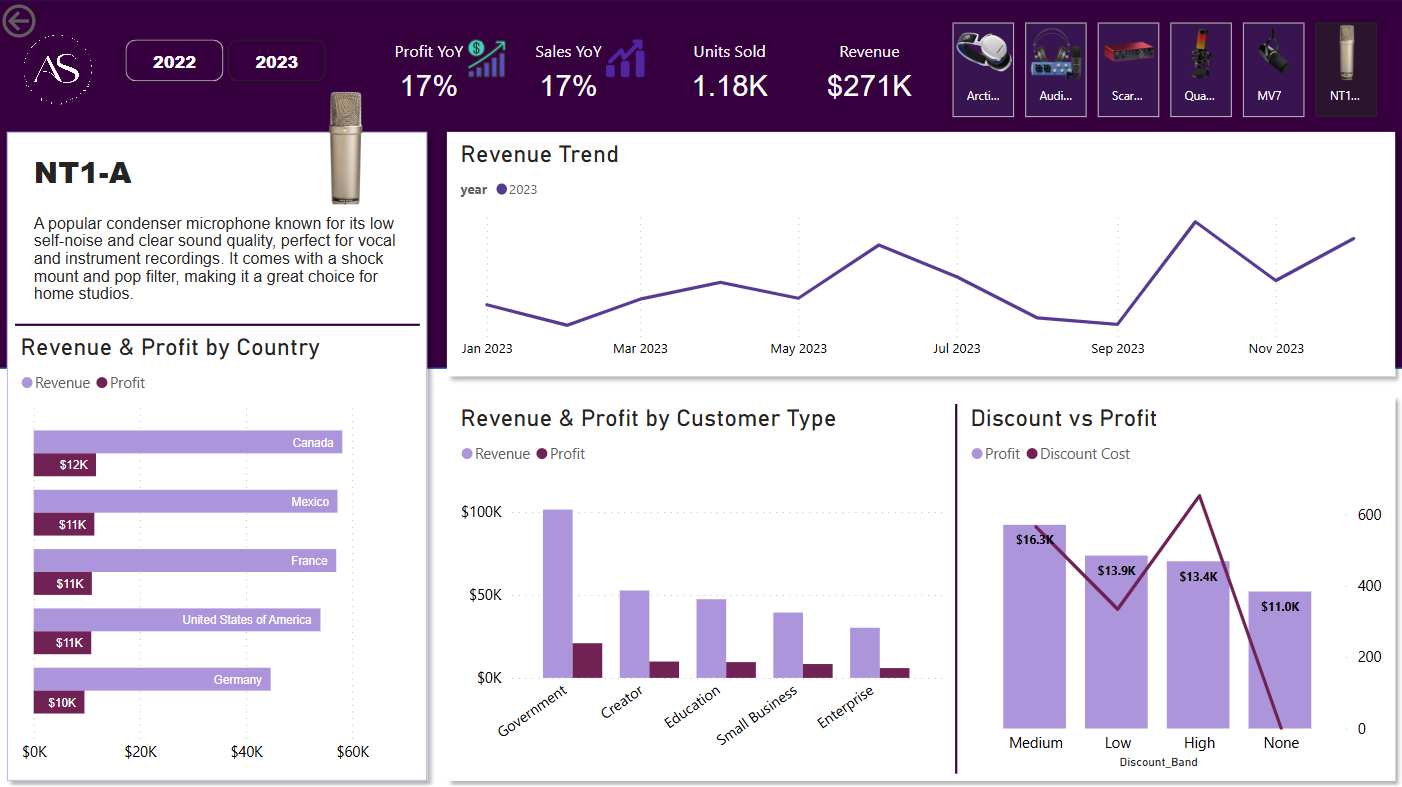 AS
2022
2023
Profit YoY
17%
Sales YoY
17%
Units Sold
1.18K
Revenue
$271K
Arcti...
Audi...
Scar...
Qua...
MV7
NT1...
NT1-A
A popular condenser microphone known for its low
self-noise and clear sound quality, perfect for vocal
and instrument recordings. It comes with a shock
mount and pop filter, making it a great choice for
home studios.
Revenue & Profit by Country
Revenue Profit
Canada
$12K
Mexico
$11K
France
$11K
United States of America
$11K
Germany
$10K
$0K $20K $40K $60K
Revenue Trend
year 2023
Jan 2023 Mar 2023 May 2023 Jul 2023 Sep 2023 Nov 2023
Revenue & Profit by Customer Type
Revenue Profit
$100K
$50K
$0K
Government Creator Education Small Business Enterprise
Discount vs Profit
Profit Discount Cost
600
400
200
0
$16.3K $13.9K $13.4K $11.0K
Medium Low High None
Discount_Band